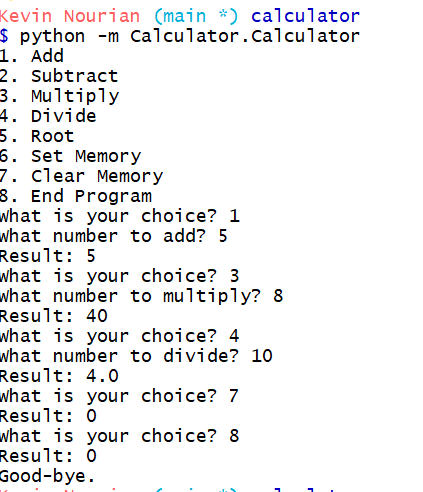 Kevin Nourian (main *) calculator
$ python -m Calculator.Calculator
1. Add
2. Subtract
3. Multiply
4. Divide
5. Root
6. Set Memory
7. Clear Memory
8. End Program
What is your choice? 1
What number to add? 5
Result: 5
What is your choice? 3
What number to multiply? 8
Result: 40
What is your choice? 4
What number to divide? 10
Result: 4.0
What is your choice? 7
Result: 0
What is your choice? 8
Result: 0
Good-bye.